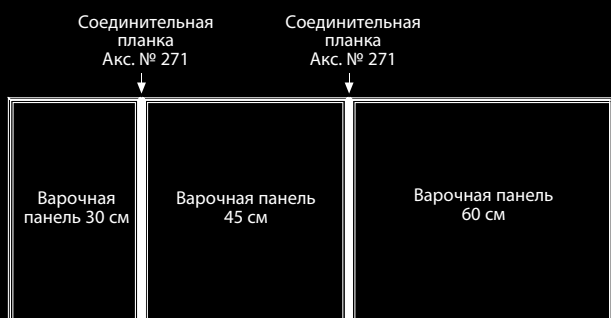 Соединительная
планка
Акс. № 271
Соединительная
планка
Акс. № 271
Варочная
панель 30 см
Варочная панель
45 см
Варочная панель
60 см